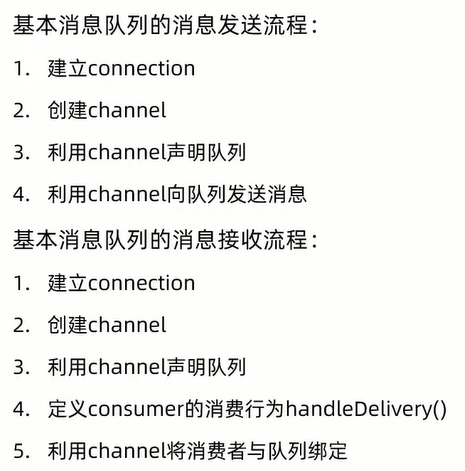 基本消息队列的消息发送流程：
1. 建立connection
2. 创建channel
3. 利用channel声明队列
4. 利用channel向队列发送消息
基本消息队列的消息接收流程：
1. 建立connection
2. 创建channel
3. 利用channel声明队列
4. 定义consumer的消费行为handleDelivery()
5. 利用channel将消费者与队列绑定